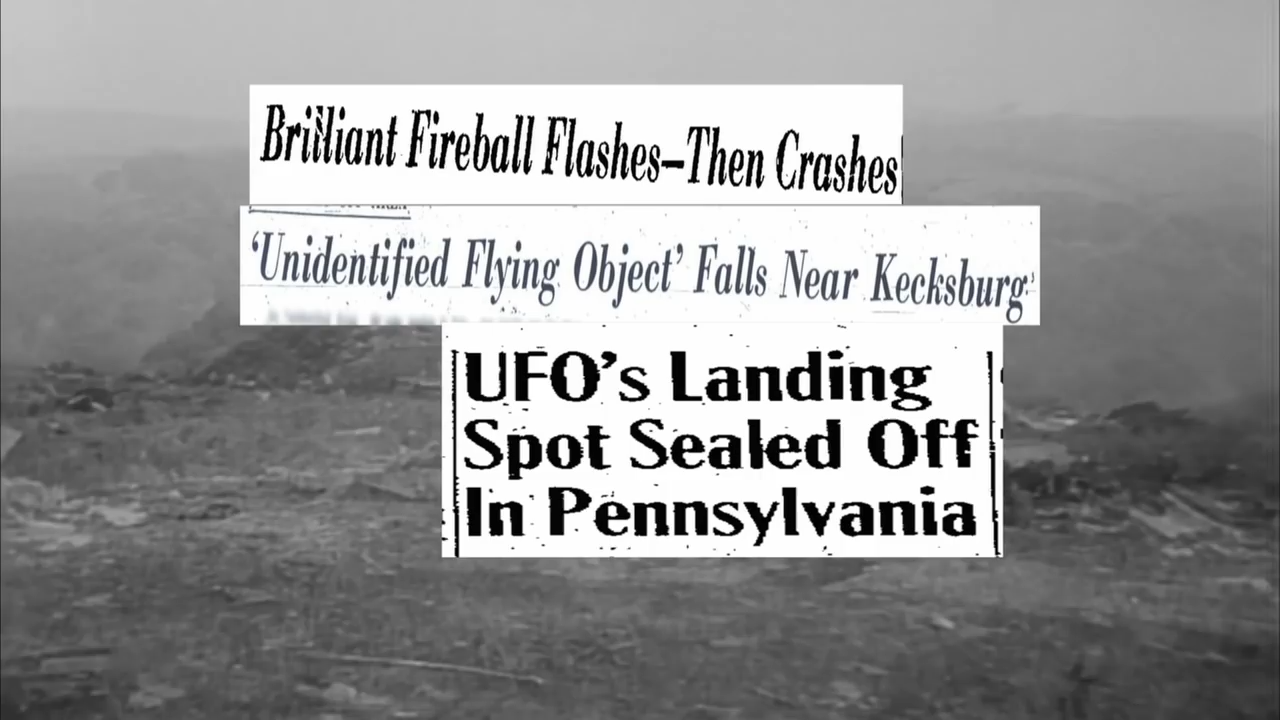 Brilliant Fireball Flashes–Then Crashes
‘Unidentified Flying Object’ Falls Near Kecksburg
UFO’s Landing
Spot Sealed Off
In Pennsylvania